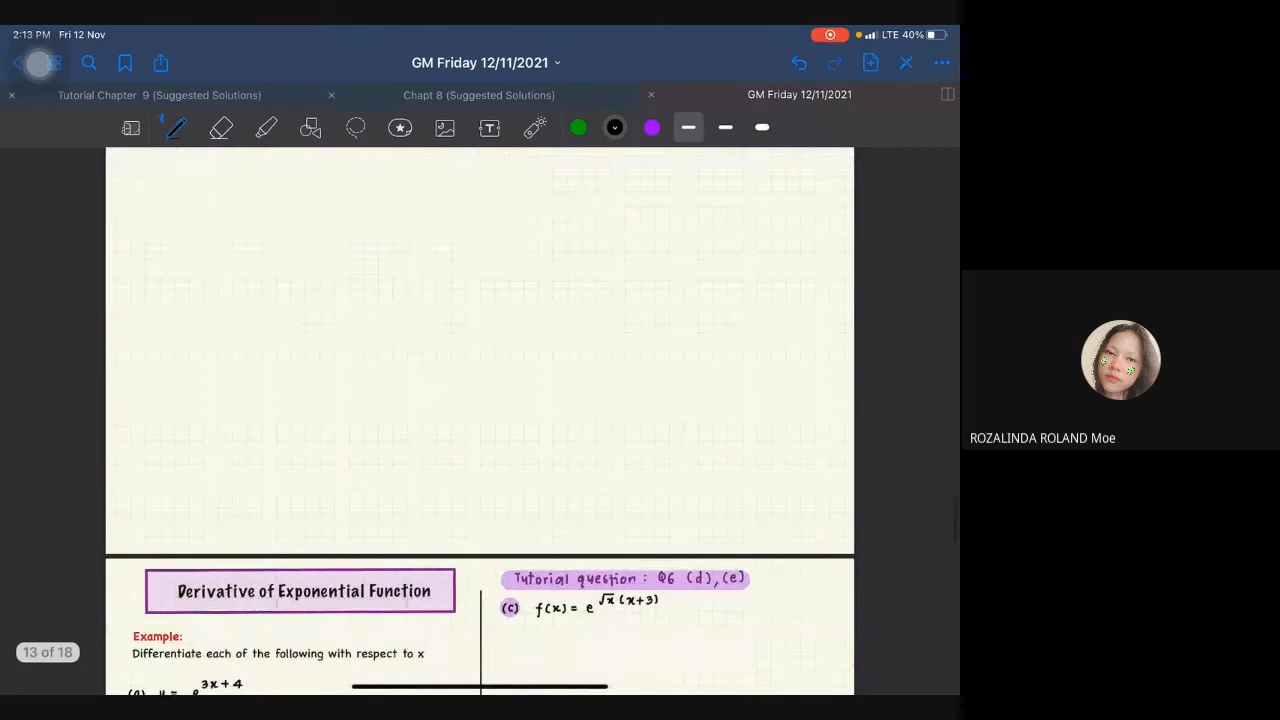 2:13 PM Fri 12 Nov
LTE 40%
GM Friday 12/11/2021
Tutorial Chapter 9 (Suggested Solutions)
Chapt 8 (Suggested Solutions)
GM Friday 12/11/2021
ROZALINDA ROLAND Moe
13 of 18
Derivative of Exponential Function
Example:
Differentiate each of the following with respect to x
(a) y = e^{3x+4}
Tutorial question : Q6 (d), (e)
(c) f(x) = e^{√x (x+3)}